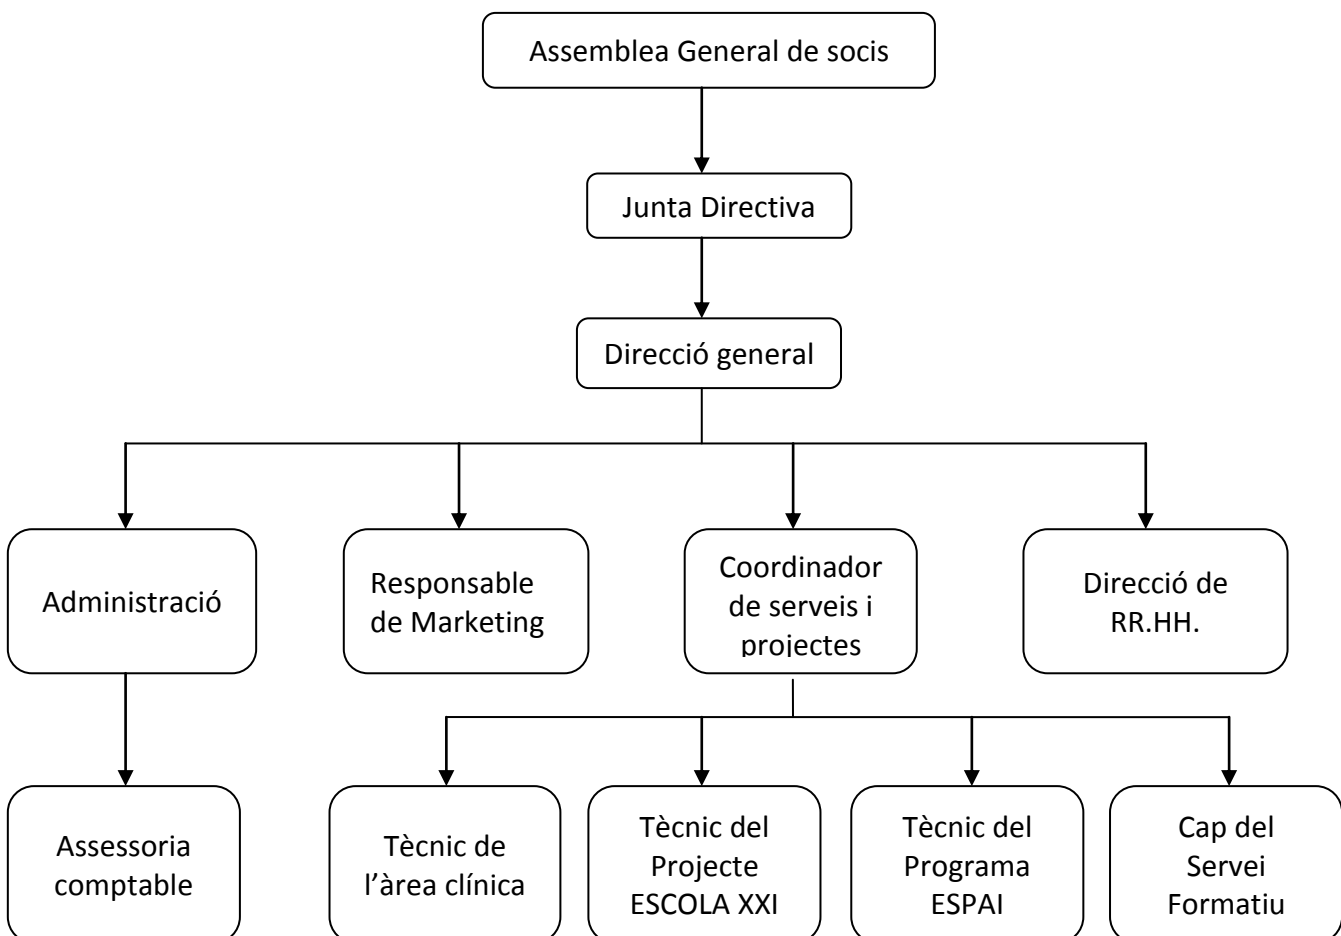 Assemblea General de socis
Junta Directiva
Direcció general
Administració
Responsable
de Marketing
Coordinador
de serveis i
projectes
Direcció de
RR.HH.
Assessoria
comptable
Tècnic de
l’àrea clínica
Tècnic del
Projecte
ESCOLA XXI
Tècnic del
Programa
ESPAI
Cap del
Servei
Formatiu